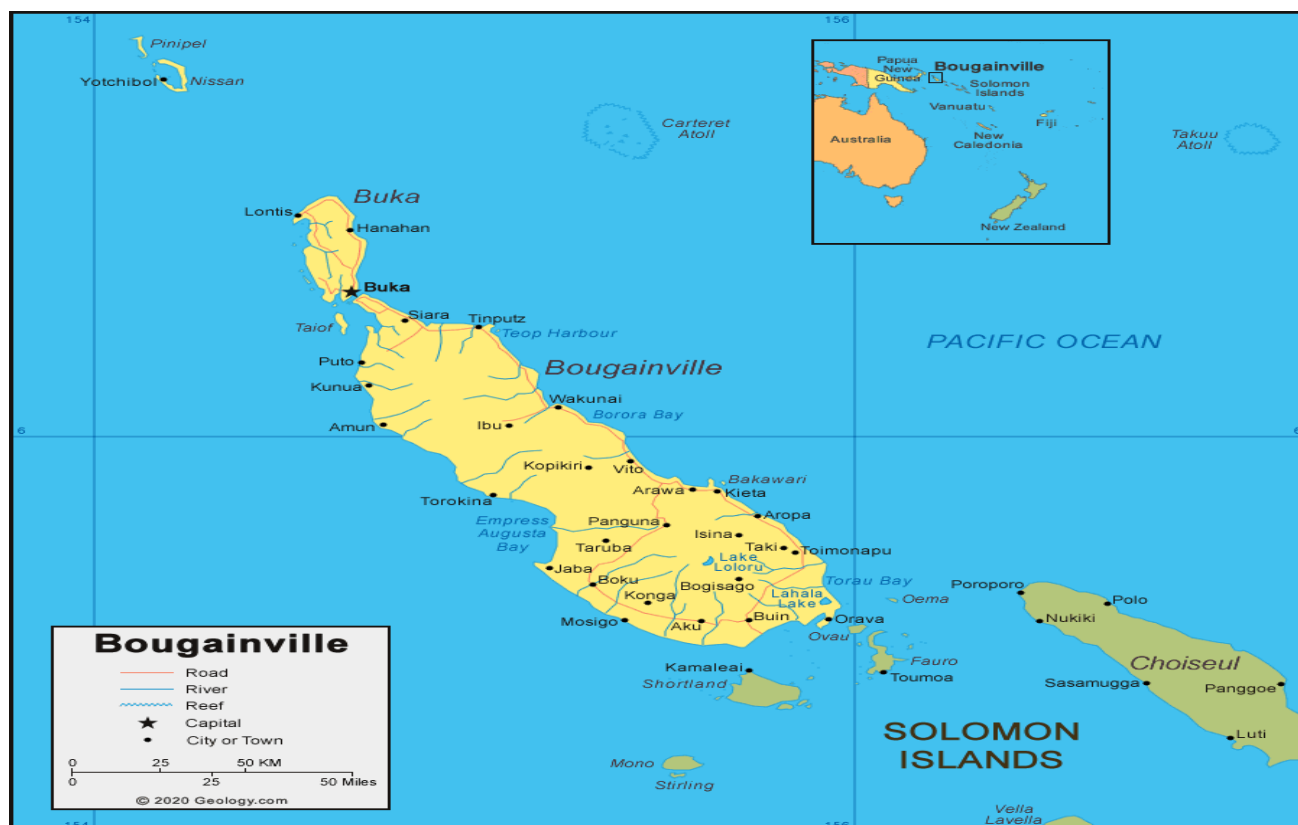 154
156
Pinipel
Yotchibol
Nissan
Carteret
Atoll
Papua
New
Guinea
Bougainville
Solomon
Islands
Vanuatu
Fiji
Australia
New
Caledonia
New Zealand
Takuu
Atoll
Buka
Lontis
Hanahan
Buka
Taiof
Siara
Tinputz
Teop Harbour
PACIFIC OCEAN
Puto
Bougainville
Kunua
Wakunai
Borora Bay
Amun
Ibu
6
6
Kopikiri
Vito
Bakawari
Arawa
Kieta
Torokina
Empress
Augusta
Bay
Panguna
Aropa
Isina
Taruba
Taki
Toimonapu
Lake
Loloru
Jaba
Boku
Bogisago
Torau Bay
Konga
Lahala
Lake
Oema
Mosigo
Aku
Buin
Orava
Ovau
Poroporo
Polo
Nukiki
Kamaleai
Shortland
Fauro
Toumoa
Choiseul
Sasamugga
Panggoe
Luti
SOLOMON
ISLANDS
Mono
Stirling
Vella
Lavella
Bougainville
Road
River
Reef
Capital
City or Town
0 25 50 KM
0 25 50 Miles
© 2020 Geology.com
154
156